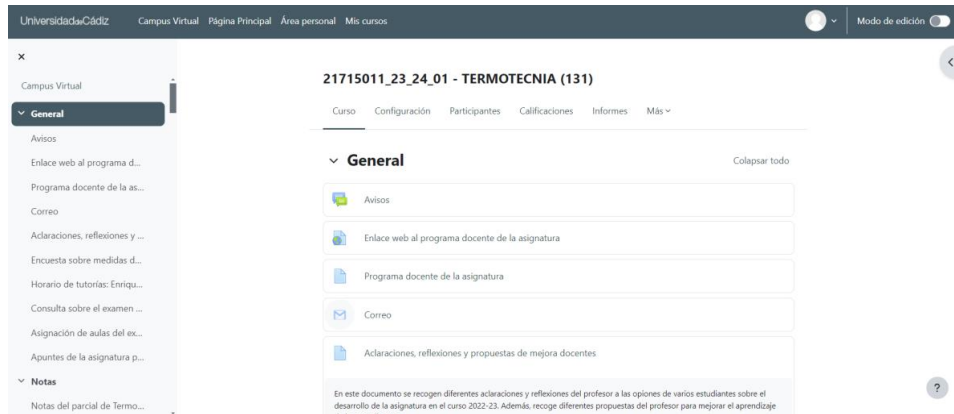 UniversidaddeCádiz Campus Virtual Página Principal Área personal Mis cursos Modo de edición
Campus Virtual
General
Avisos
Enlace web al programa d...
Programa docente de la as...
Correo
Aclaraciones, reflexiones y ...
Encuesta sobre medidas d...
Horario de tutorías: Enriqu...
Consulta sobre el examen ...
Asignación de aulas del ex...
Apuntes de la asignatura p...
Notas
Notas del parcial de Termo...
21715011_23_24_01 - TERMOTECNIA (131)
Curso Configuración Participantes Calificaciones Informes Más
General Colapsar todo
Avisos
Enlace web al programa docente de la asignatura
Programa docente de la asignatura
Correo
Aclaraciones, reflexiones y propuestas de mejora docentes
En este documento se recogen diferentes aclaraciones y reflexiones del profesor a las opiones de varios estudiantes sobre el
desarrollo de la asignatura en el curso 2022-23. Además, recoge diferentes propuestas del profesor para mejorar el aprendizaje
?